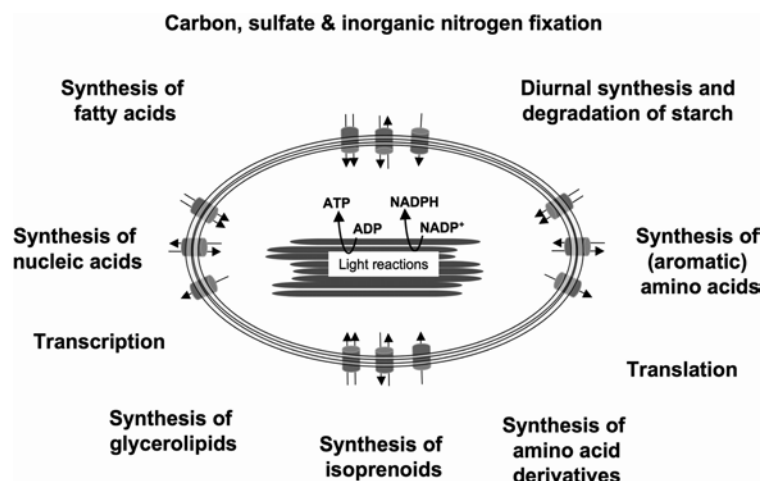 Carbon, sulfate & inorganic nitrogen fixation
Synthesis of
fatty acids
Diurnal synthesis and
degradation of starch
ATP
ADP
NADPH
NADP⁺
Light reactions
Synthesis of
nucleic acids
Synthesis of
(aromatic)
amino acids
Transcription
Translation
Synthesis of
glycerolipids
Synthesis of
isoprenoids
Synthesis of
amino acid
derivatives